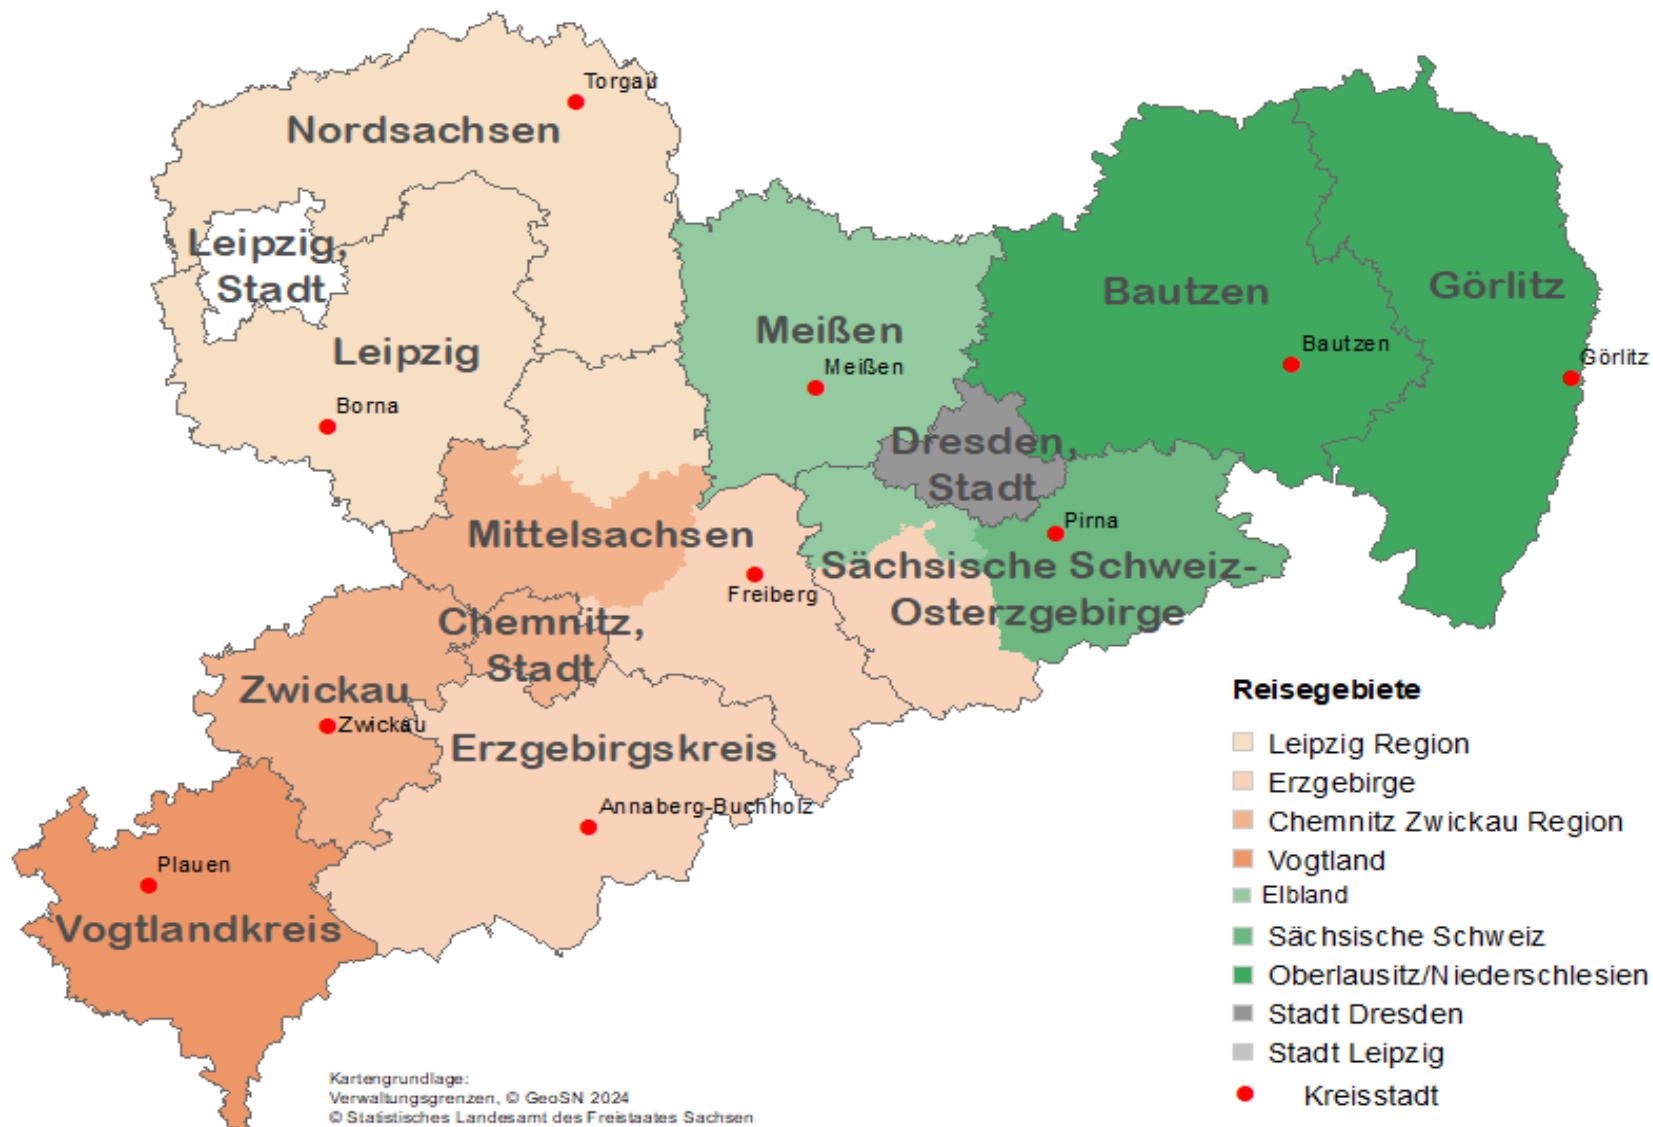 Torgau
Nordsachsen
Leipzig,
Stadt
Leipzig
Borna
Meißen
Meißen
Bautzen
Bautzen
Görlitz
Görlitz
Dresden,
Stadt
Pirna
Mittelsachsen
Freiberg
Sächsische Schweiz-
Osterzgebirge
Chemnitz,
Stadt
Zwickau
Zwickau
Erzgebirgskreis
Annaberg-Buchholz
Plauen
Vogtlandkreis
Reisegebiete
Leipzig Region
Erzgebirge
Chemnitz Zwickau Region
Vogtland
Elbland
Sächsische Schweiz
Oberlausitz/Niederschlesien
Stadt Dresden
Stadt Leipzig
Kreisstadt
Kartengrundlage:
Verwaltungsgrenzen, © GeoSN 2024
© Statistisches Landesamt des Freistaates Sachsen